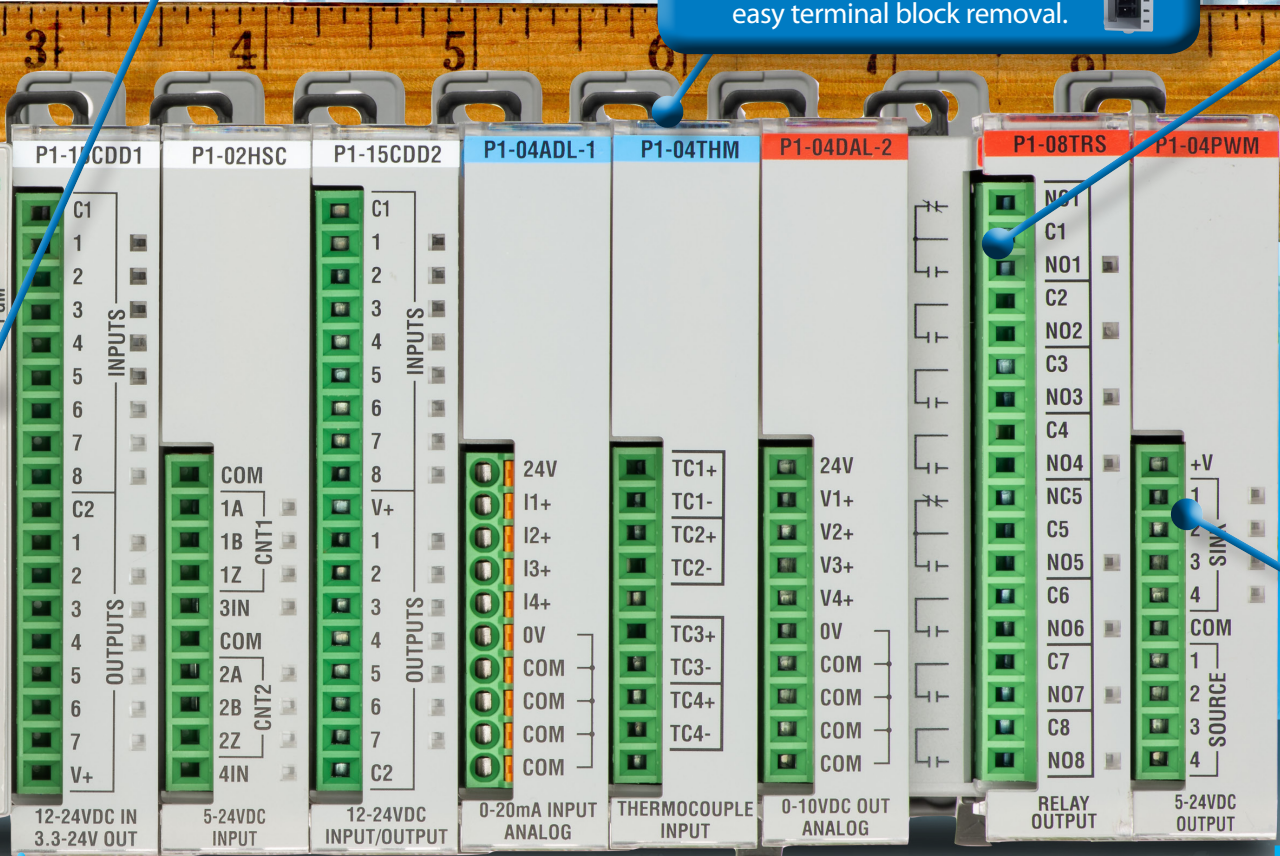 easy terminal block removal.
3
4
5
6
P1-15CDD1
C1
1
2
3
4
5
6
7
8
INPUTS
C2
1
2
3
4
5
6
7
V+
OUTPUTS
12-24VDC IN
3.3-24V OUT
P1-02HSC
COM
1A
1B
1Z
CNT1
3IN
COM
2A
2B
2Z
CNT2
4IN
5-24VDC
INPUT
P1-15CDD2
C1
1
2
3
4
5
6
7
8
INPUTS
V+
1
2
3
4
5
6
7
OUTPUTS
C2
12-24VDC
INPUT/OUTPUT
P1-04ADL-1
24V
I1+
I2+
I3+
I4+
0V
COM
COM
COM
COM
0-20mA INPUT
ANALOG
P1-04THM
TC1+
TC1-
TC2+
TC2-
TC3+
TC3-
TC4+
TC4-
THERMOCOUPLE
INPUT
P1-04DAL-2
24V
V1+
V2+
V3+
V4+
0V
COM
COM
COM
COM
0-10VDC OUT
ANALOG
P1-08TRS
C1
NO1
C2
NO2
C3
NO3
C4
NO4
NC5
C5
NO5
C6
NO6
C7
NO7
C8
NO8
RELAY
OUTPUT
P1-04PWM
+V
1
2
3
4
SINK
COM
1
2
3
4
SOURCE
5-24VDC
OUTPUT